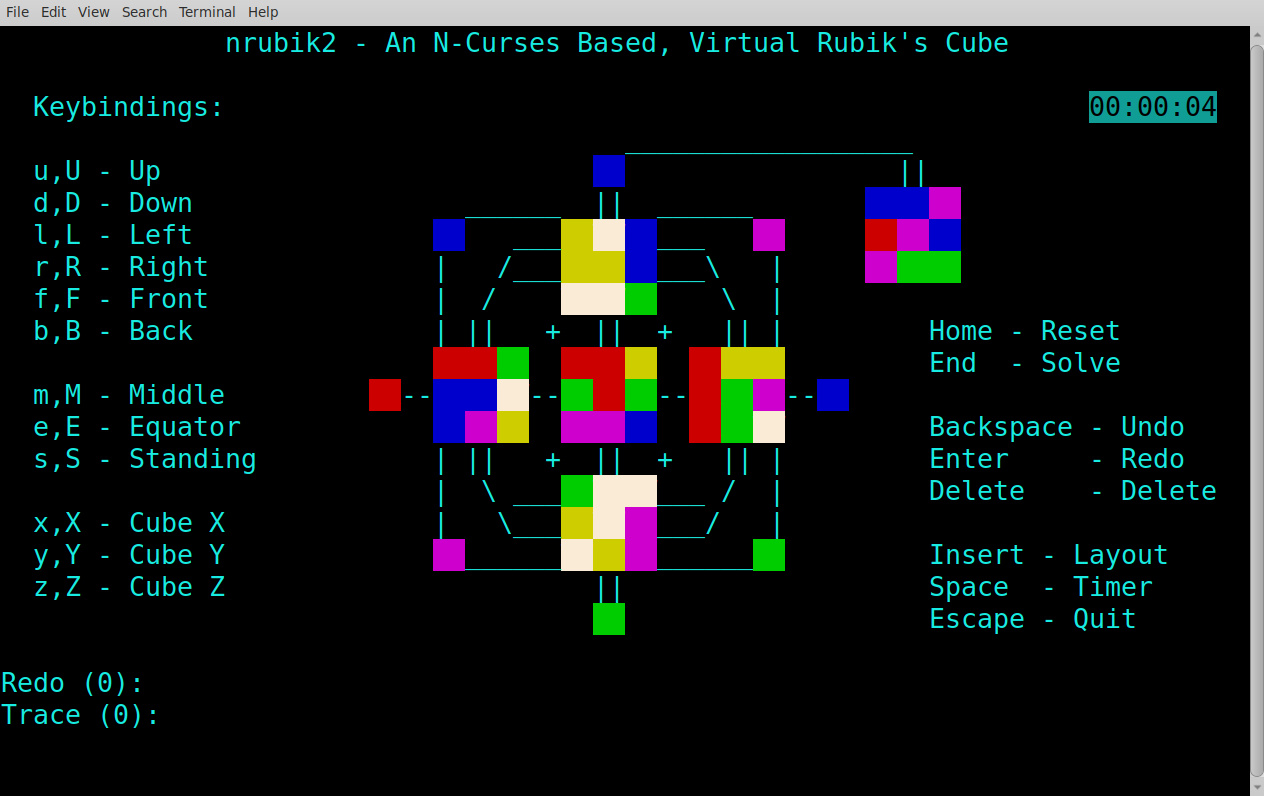 File Edit View Search Terminal Help
nrubik2 - An N-Curses Based, Virtual Rubik's Cube
Keybindings:
00:00:04
u,U - Up
d,D - Down
l,L - Left
r,R - Right
f,F - Front
b,B - Back
m,M - Middle
e,E - Equator
s,S - Standing
x,X - Cube X
y,Y - Cube Y
z,Z - Cube Z
Home - Reset
End - Solve
Backspace - Undo
Enter - Redo
Delete - Delete
Insert - Layout
Space - Timer
Escape - Quit
Redo (0):
Trace (0):